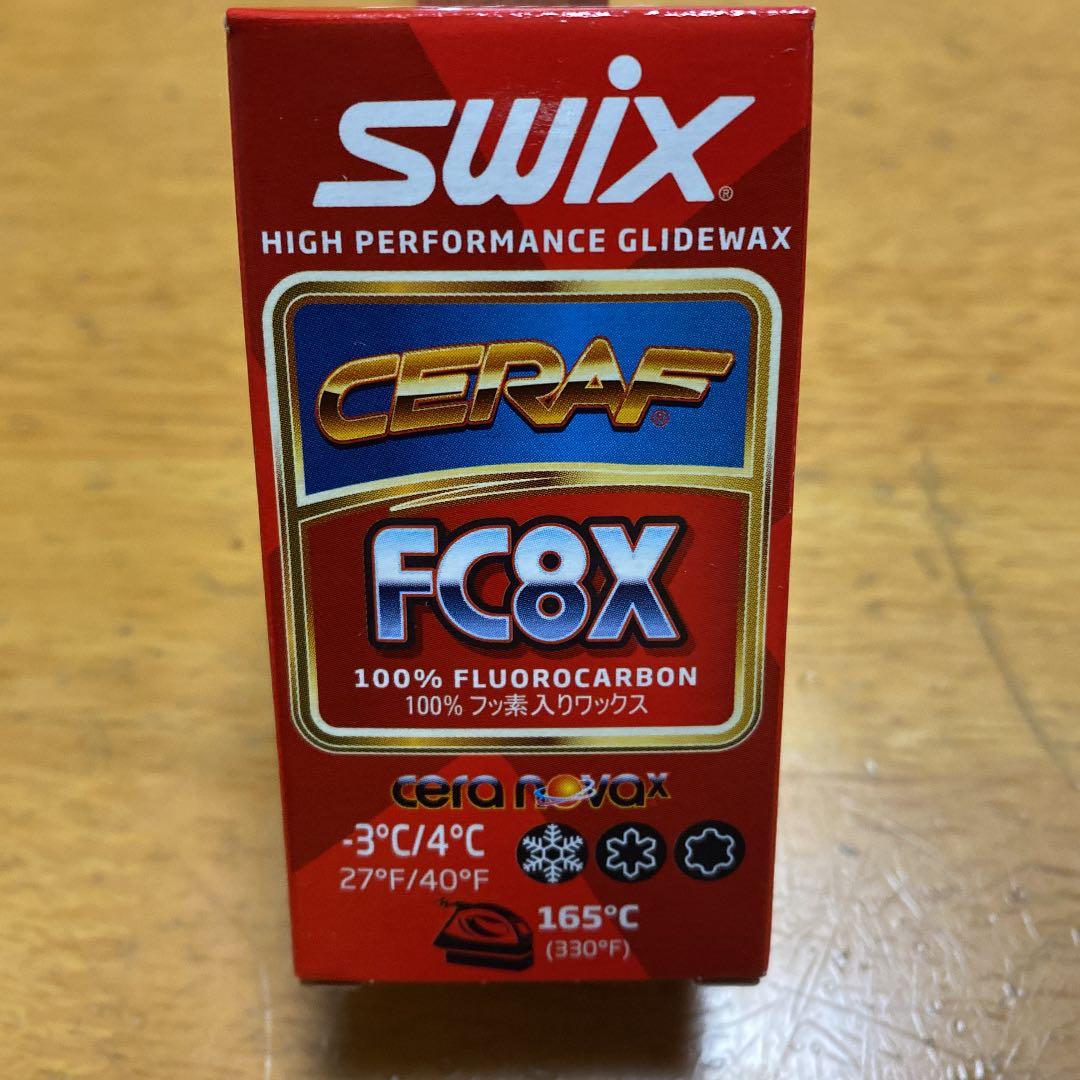 SWIX®
HIGH PERFORMANCE GLIDEWAX
CERAF®
FC8X
100% FLUOROCARBON
100% フッ素入りワックス
cera nova x
-3°C/4°C
27°F/40°F
165°C
(330°F)